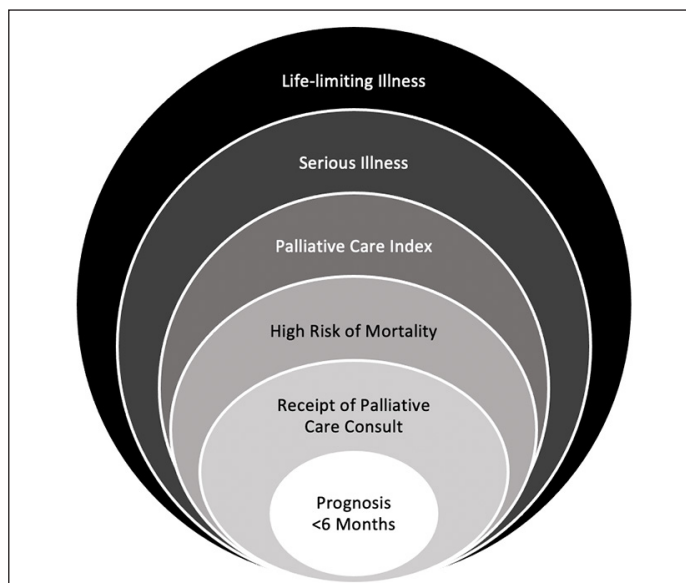 Life-limiting Illness
Serious Illness
Palliative Care Index
High Risk of Mortality
Receipt of Palliative
Care Consult
Prognosis
<6 Months